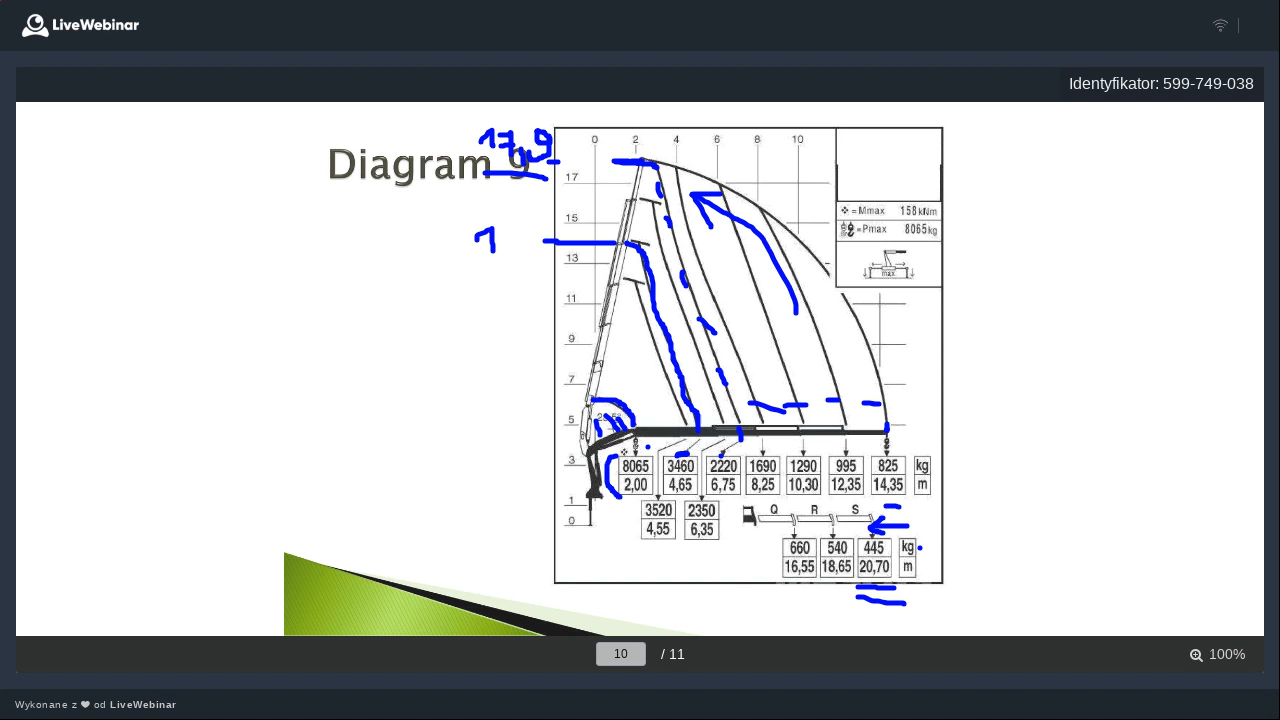 LiveWebinar
Identyfikator: 599-749-038
Diagram 9
17,9
1
0 2 4 6 8 10
17
15
13
11
9
7
5
3
1
0
= Mmax 158 kNm
= Pmax 8065 kg
max
8065 3460 2220 1690 1290 995 825 kg
2,00 4,65 6,75 8,25 10,30 12,35 14,35 m
3520 2350
4,55 6,35
Q R S
660 540 445 kg
16,55 18,65 20,70 m
10 / 11
100%
Wykonane z od LiveWebinar